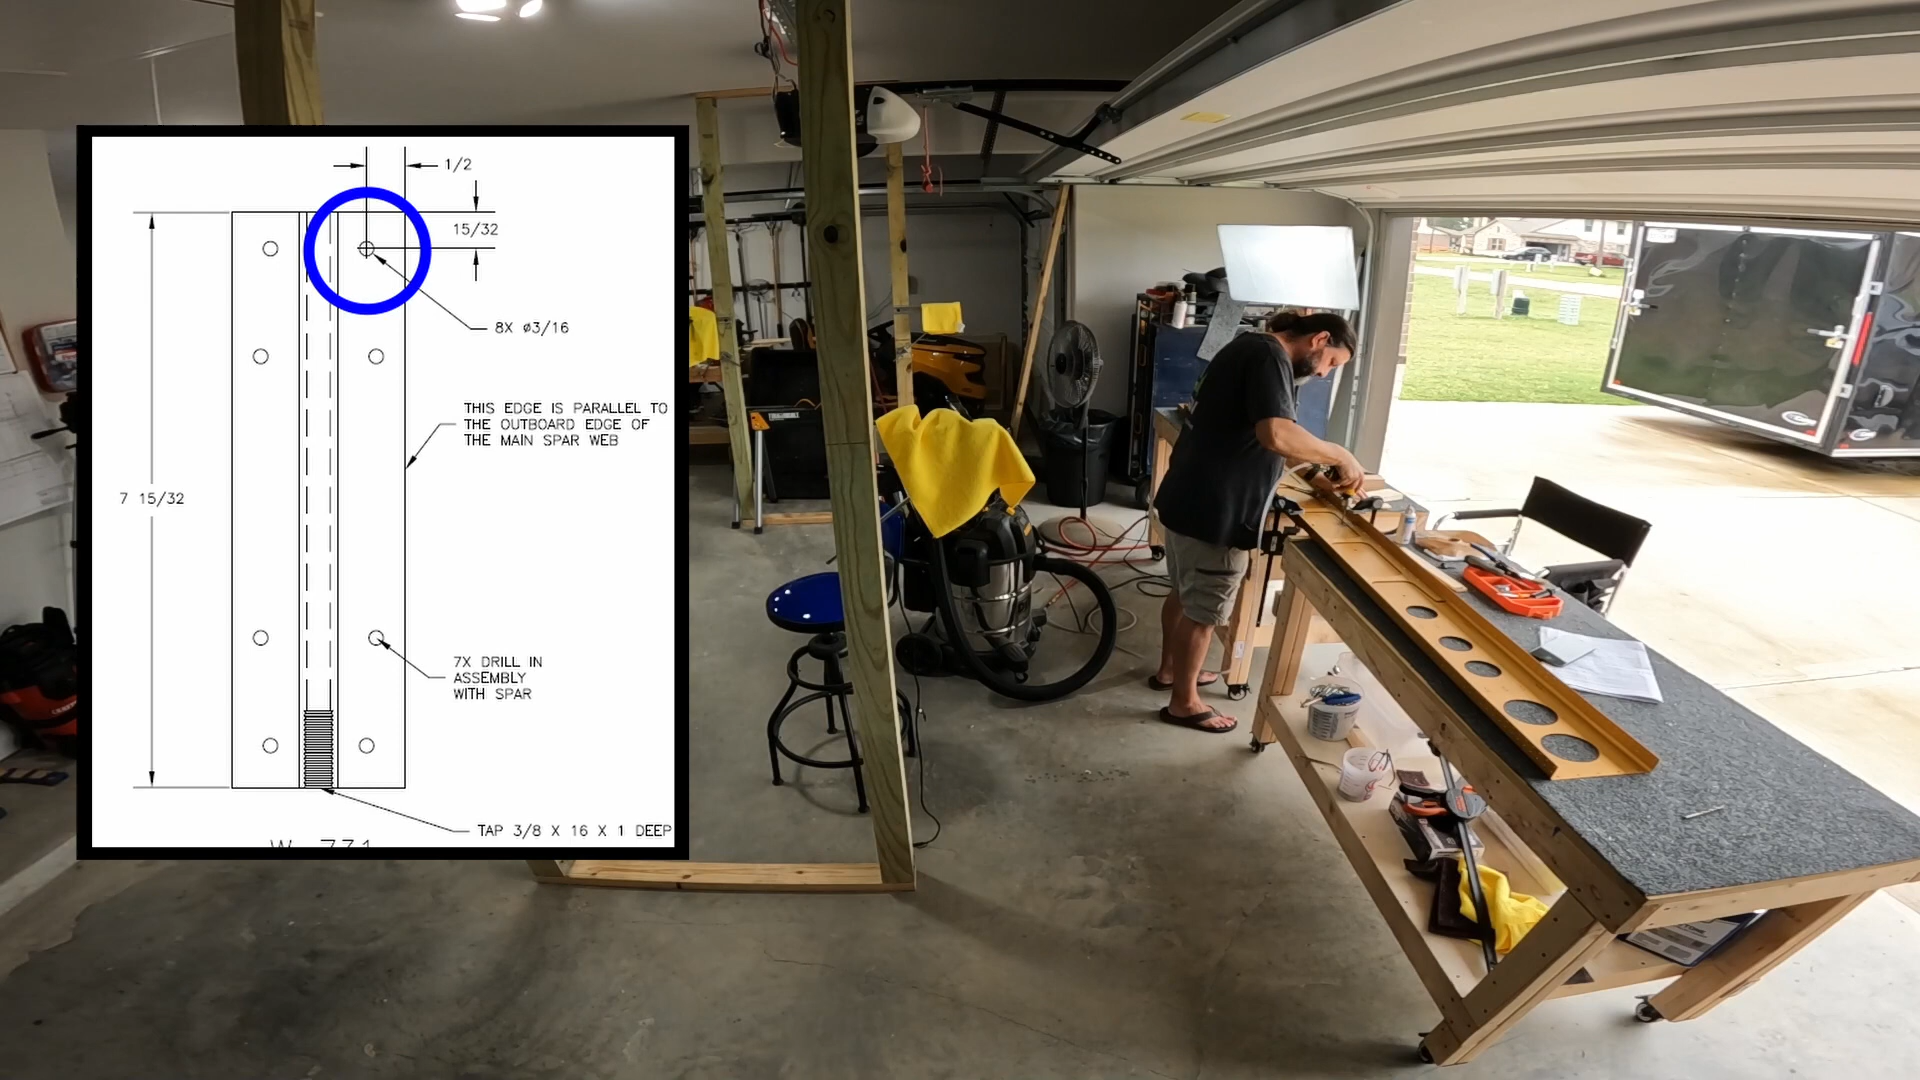 1/2
15/32
8X ø3/16
THIS EDGE IS PARALLEL TO
THE OUTBOARD EDGE OF
THE MAIN SPAR WEB
7 15/32
7X DRILL IN
ASSEMBLY
WITH SPAR
TAP 3/8 X 16 X 1 DEEP